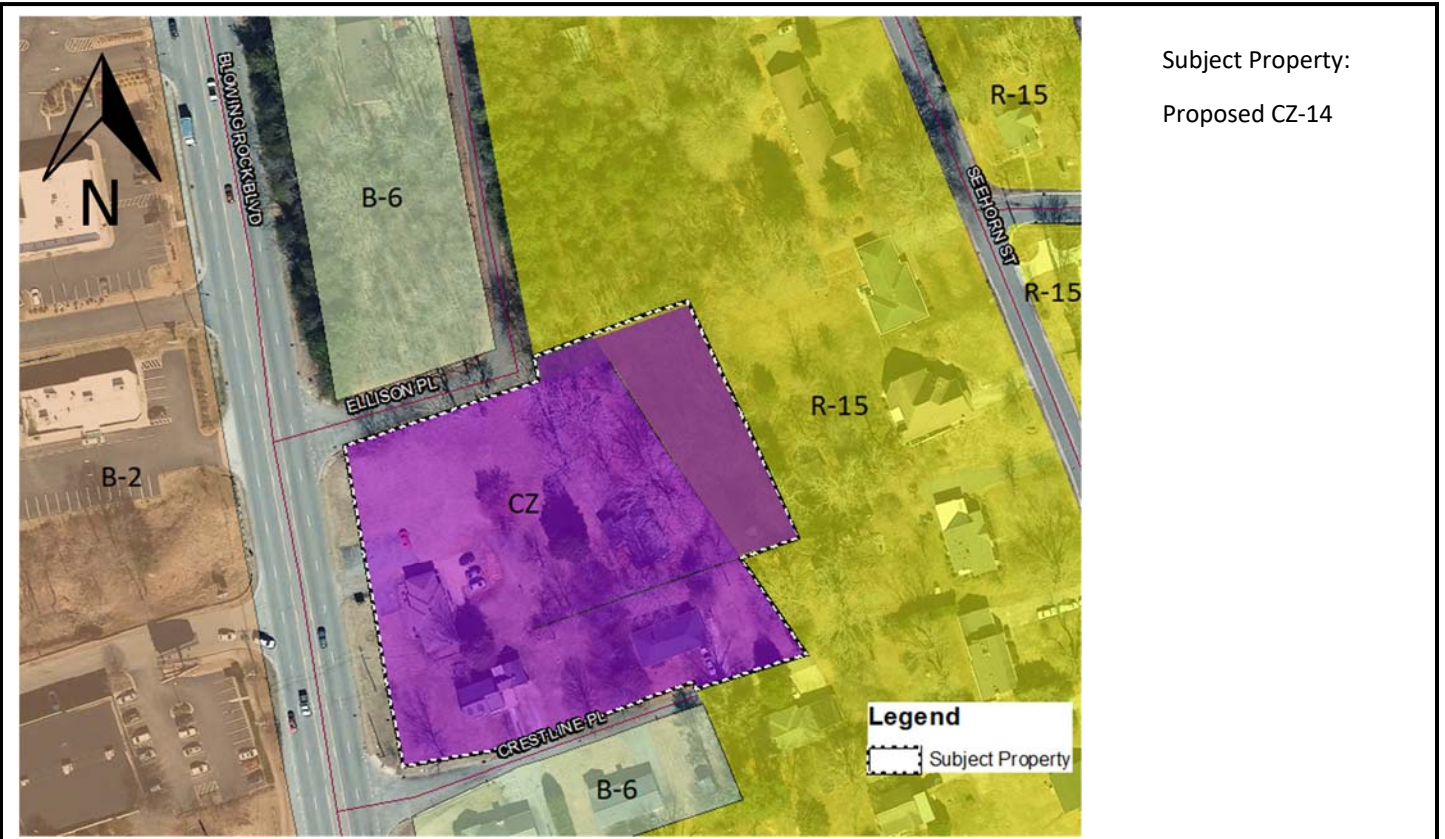 Subject Property:
Proposed CZ-14
BLOWING ROCK BLVD
B-6
R-15
SEEHORN ST
R-15
N
ELLISON PL
R-15
B-2
CZ
CRESTLINE PL
B-6
Legend
Subject Property